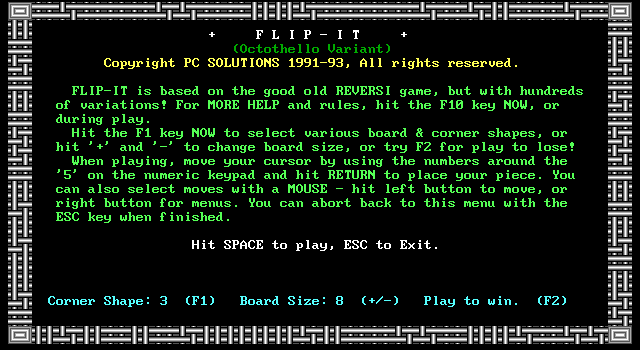 + FLIP-IT +
(Octothello Variant)
Copyright PC SOLUTIONS 1991-93, All rights reserved.
FLIP-IT is based on the good old REVERSI game, but with hundreds
of variations! For MORE HELP and rules, hit the F10 key NOW, or
during play.
Hit the F1 key NOW to select various board & corner shapes, or
hit '+' and '-' to change board size, or try F2 for play to lose!
When playing, move your cursor by using the numbers around the
'5' on the numeric keypad and hit RETURN to place your piece. You
can also select moves with a MOUSE - hit left button to move, or
right button for menus. You can abort back to this menu with the
ESC key when finished.
Hit SPACE to play, ESC to Exit.
Corner Shape: 3 (F1) Board Size: 8 (+/-) Play to win. (F2)